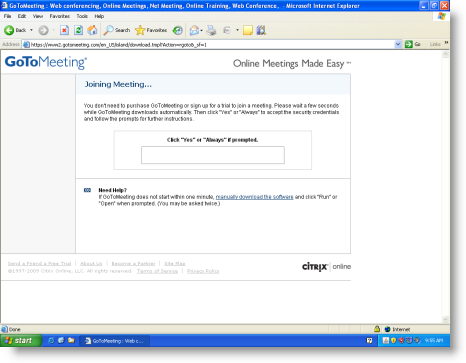 GoToMeeting : Web conferencing, Online Meetings, Net Meeting, Online Training, Web Conference, - Microsoft Internet Explorer
File Edit View Favorites Tools Help
Back Search Favorites
Address https://www2.gotomeeting.com/en_US/island/download.tmpl?Action=rgoto&_sf=1 Go Links
GoToMeeting Online Meetings Made Easy™
Joining Meeting...
You don't need to purchase GoToMeeting or sign up for a trial to join a meeting. Please wait a few seconds
while GoToMeeting downloads automatically. Then click "Yes" or "Always" to accept the security credentials
and follow the prompts for further instructions.
Click "Yes" or "Always" if prompted.
Need Help?
If GoToMeeting does not start within one minute, manually download the software and click "Run" or
"Open" when prompted. (You may be asked twice.)
Send a Friend a Free Trial | About Us | Become a Partner | Site Map
©1997-2009 Citrix Online, LLC. All rights reserved. Terms of Service | Privacy Policy
CITRIX online
Done Internet
start GoToMeeting : Web c... 9:55 AM